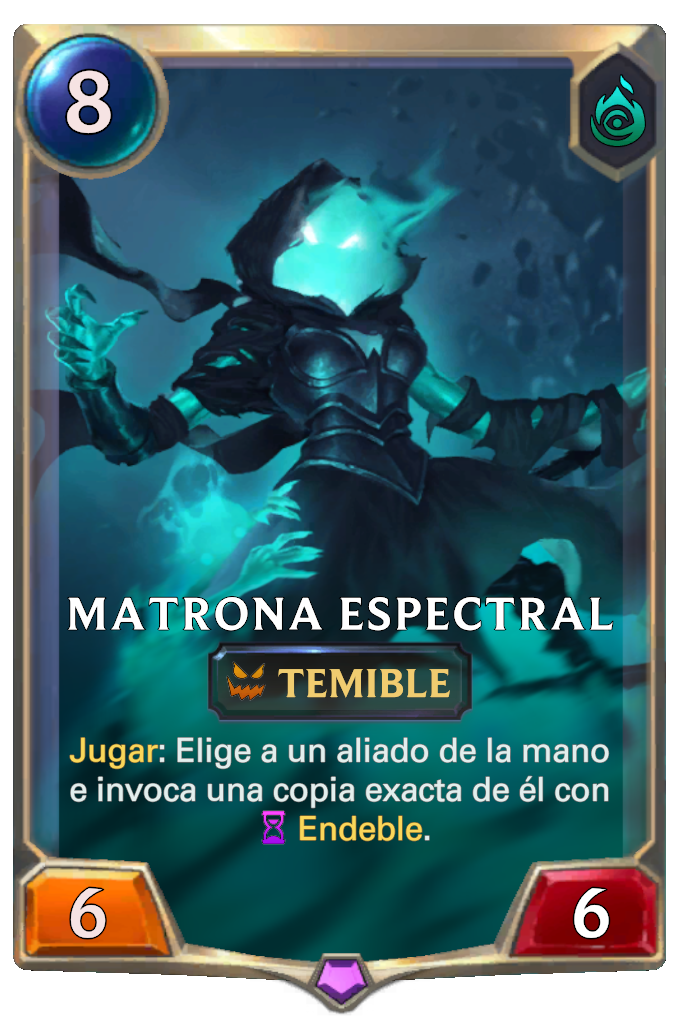 8
MATRONA ESPECTRAL
TEMIBLE
Jugar: Elige a un aliado de la mano
e invoca una copia exacta de él con
Endeble.
6
6